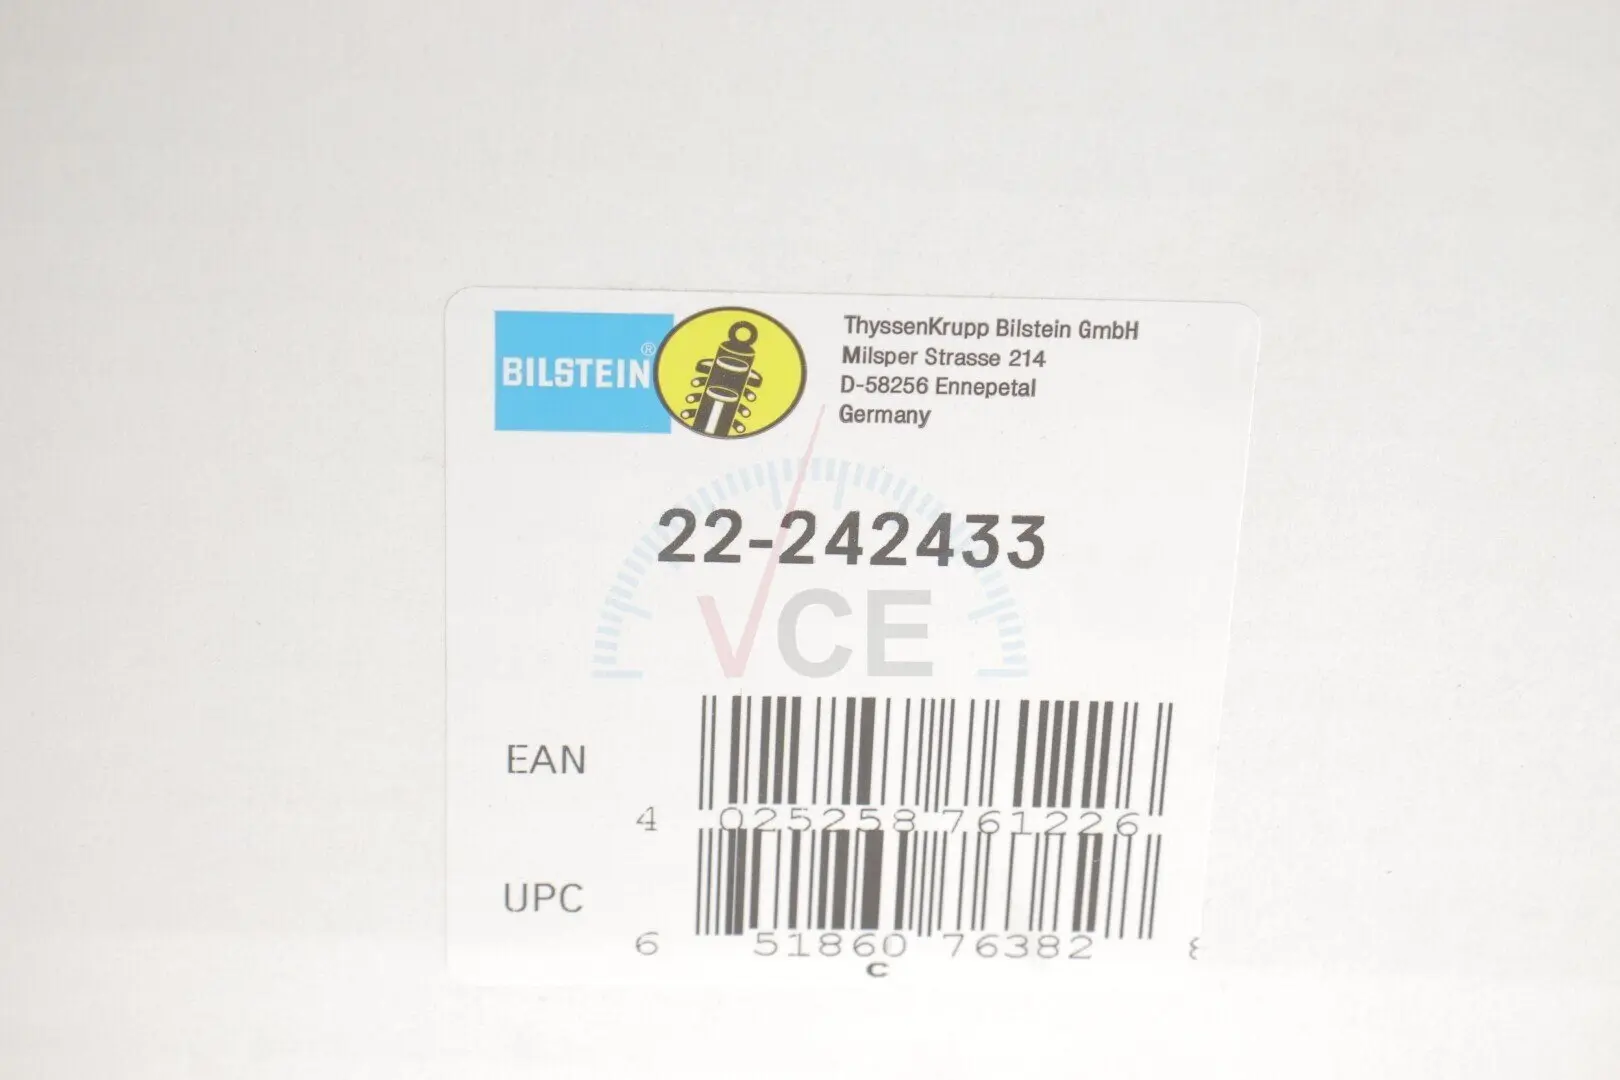 BILSTEIN®
ThyssenKrupp Bilstein GmbH
Milsper Strasse 214
D-58256 Ennepetal
Germany
22-242433
VCE
EAN
4 025258 761226
UPC
6 51860 76382 8
C